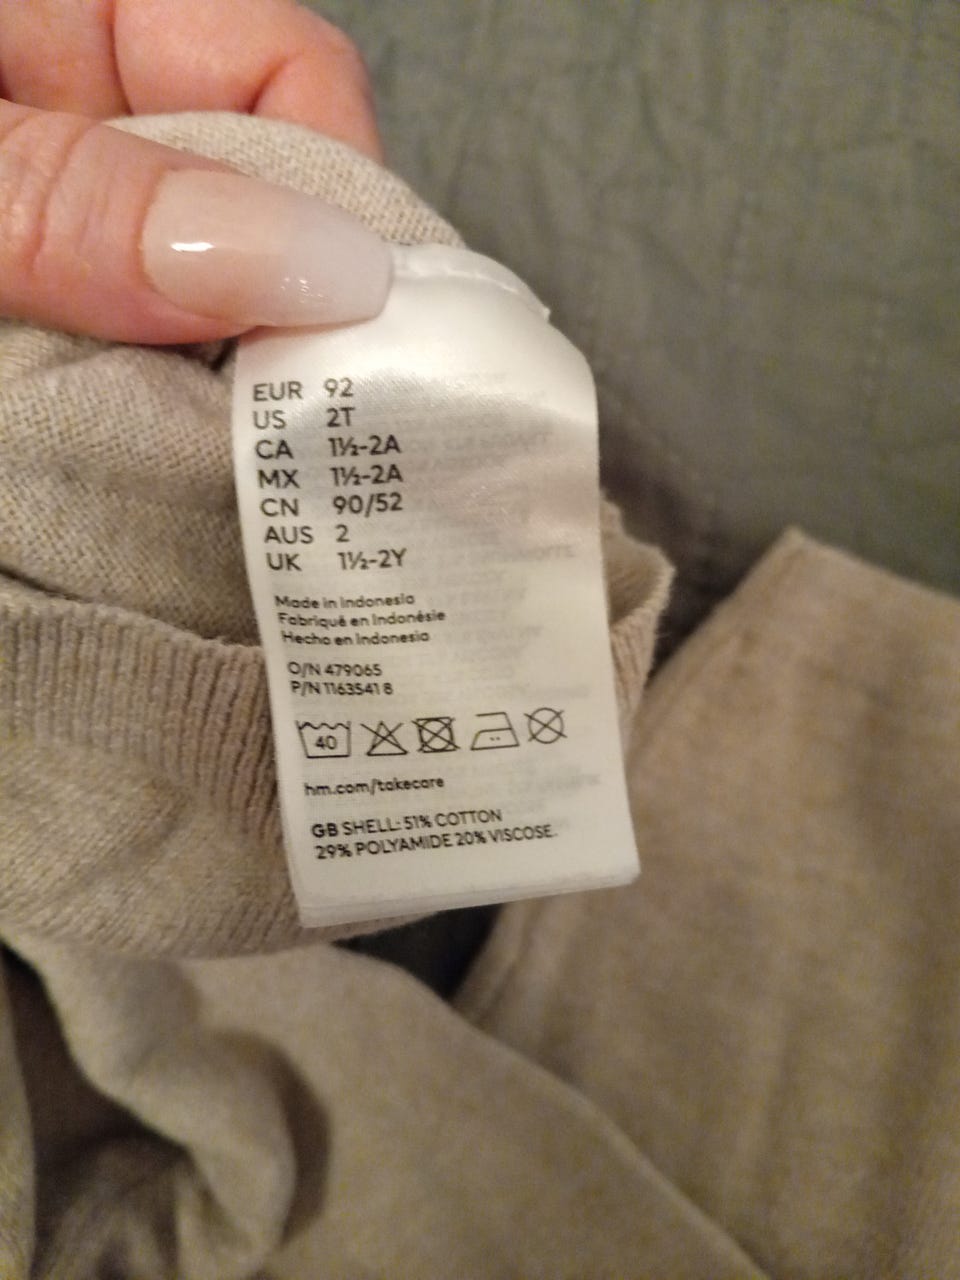 EUR 92
US 2T
CA 1½-2A
MX 1½-2A
CN 90/52
AUS 2
UK 1½-2Y
Made in Indonesia
Fabriqué en Indonésie
Hecho en Indonesia
O/N 479065
P/N 1163541 8
40
hm.com/takecare
GB SHELL: 51% COTTON
29% POLYAMIDE 20% VISCOSE.